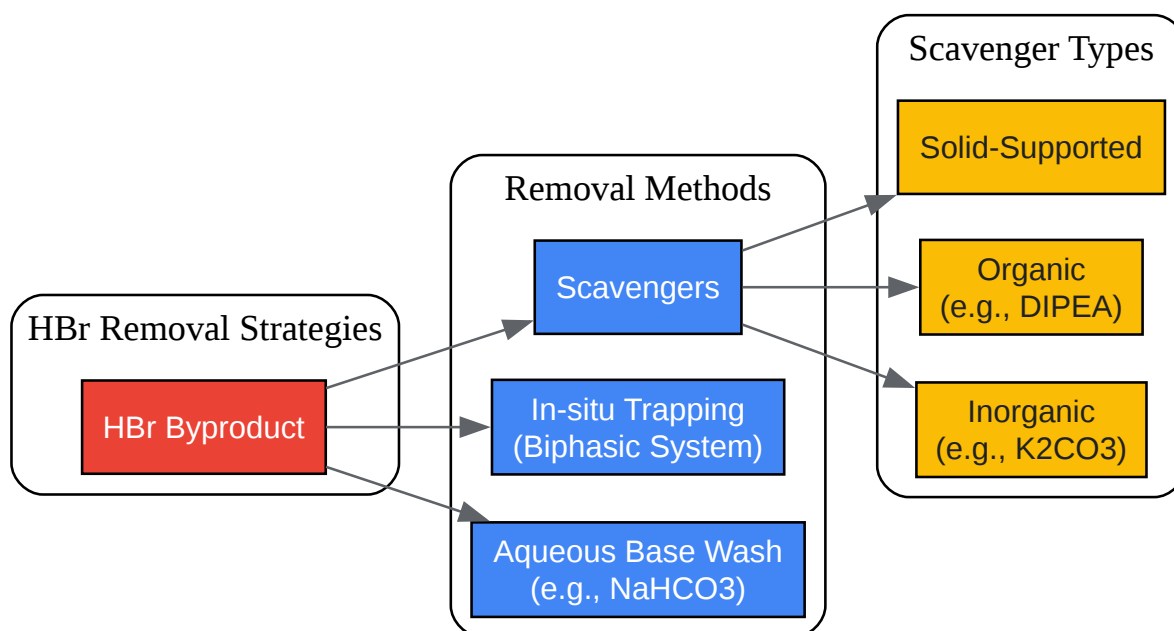 HBr Removal Strategies
HBr Byproduct
Removal Methods
Scavengers
In-situ Trapping
(Biphasic System)
Aqueous Base Wash
(e.g., NaHCO3)
Scavenger Types
Solid-Supported
Organic
(e.g., DIPEA)
Inorganic
(e.g., K2CO3)